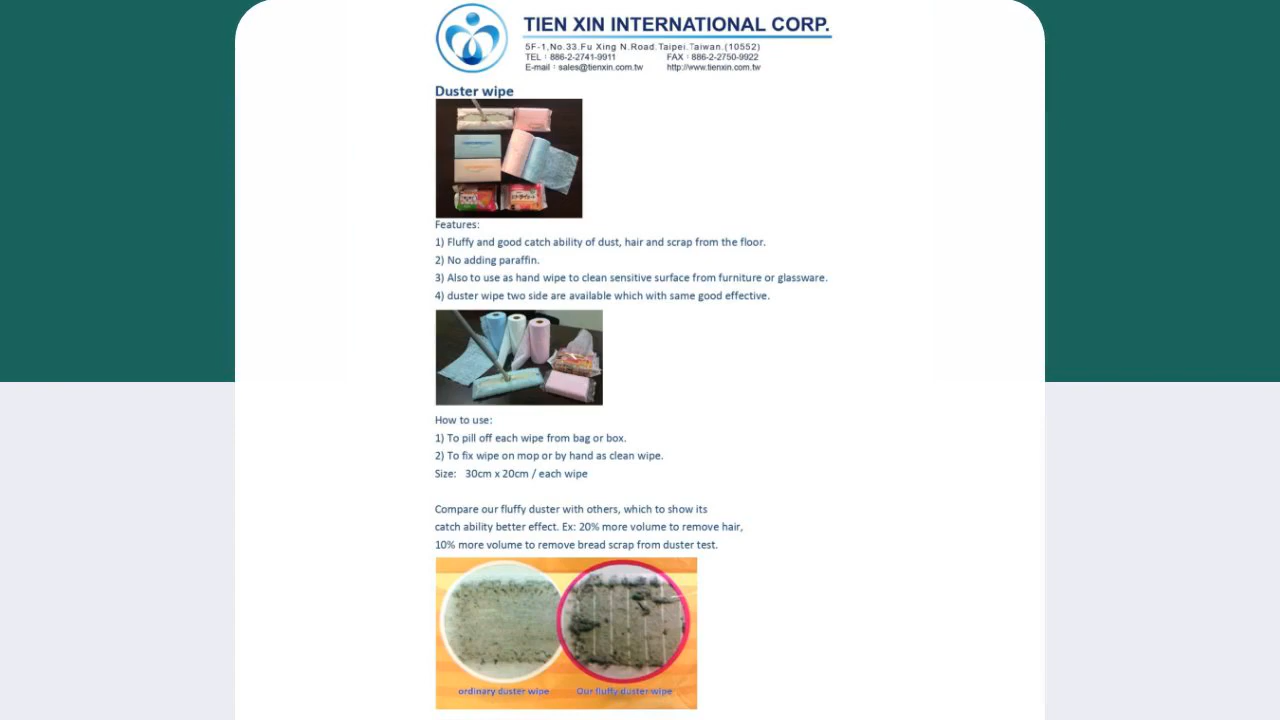 TIEN XIN INTERNATIONAL CORP.
5F-1,No.33.Fu Xing N.Road.Taipei.Taiwan.(10552)
TEL：886-2-2741-9911 FAX：886-2-2750-9922
E-mail：sales@tienxin.com.tw http://www.tienxin.com.tw
Duster wipe
Features:
1) Fluffy and good catch ability of dust, hair and scrap from the floor.
2) No adding paraffin.
3) Also to use as hand wipe to clean sensitive surface from furniture or glassware.
4) duster wipe two side are available which with same good effective.
How to use:
1) To pill off each wipe from bag or box.
2) To fix wipe on mop or by hand as clean wipe.
Size: 30cm x 20cm / each wipe
Compare our fluffy duster with others, which to show its
catch ability better effect. Ex: 20% more volume to remove hair,
10% more volume to remove bread scrap from duster test.
ordinary duster wipe Our fluffy duster wipe